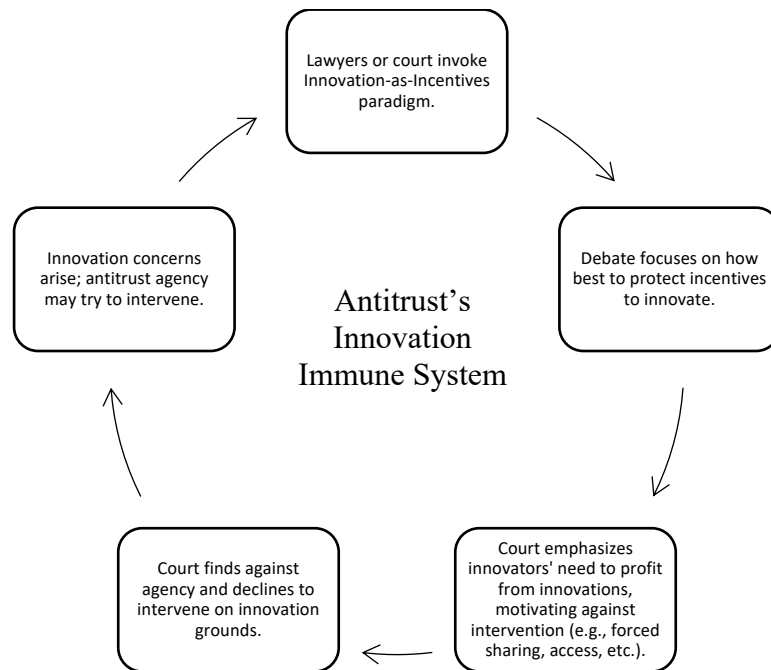 Lawyers or court invoke
Innovation-as-Incentives
paradigm.
Innovation concerns
arise; antitrust agency
may try to intervene.
Debate focuses on how
best to protect incentives
to innovate.
Antitrust’s
Innovation
Immune System
Court finds against
agency and declines to
intervene on innovation
grounds.
Court emphasizes
innovators' need to profit
from innovations,
motivating against
intervention (e.g., forced
sharing, access, etc.).